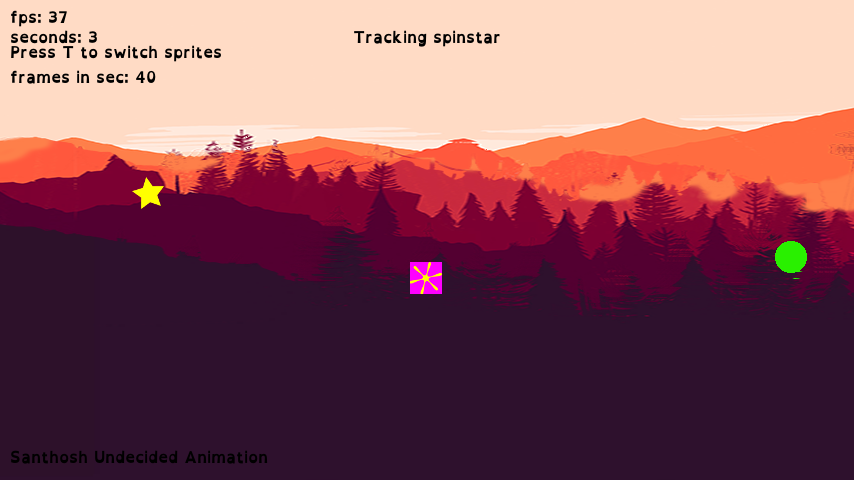 fps: 37
seconds: 3
Tracking spinstar
Press T to switch sprites
frames in sec: 40
Santhosh Undecided Animation